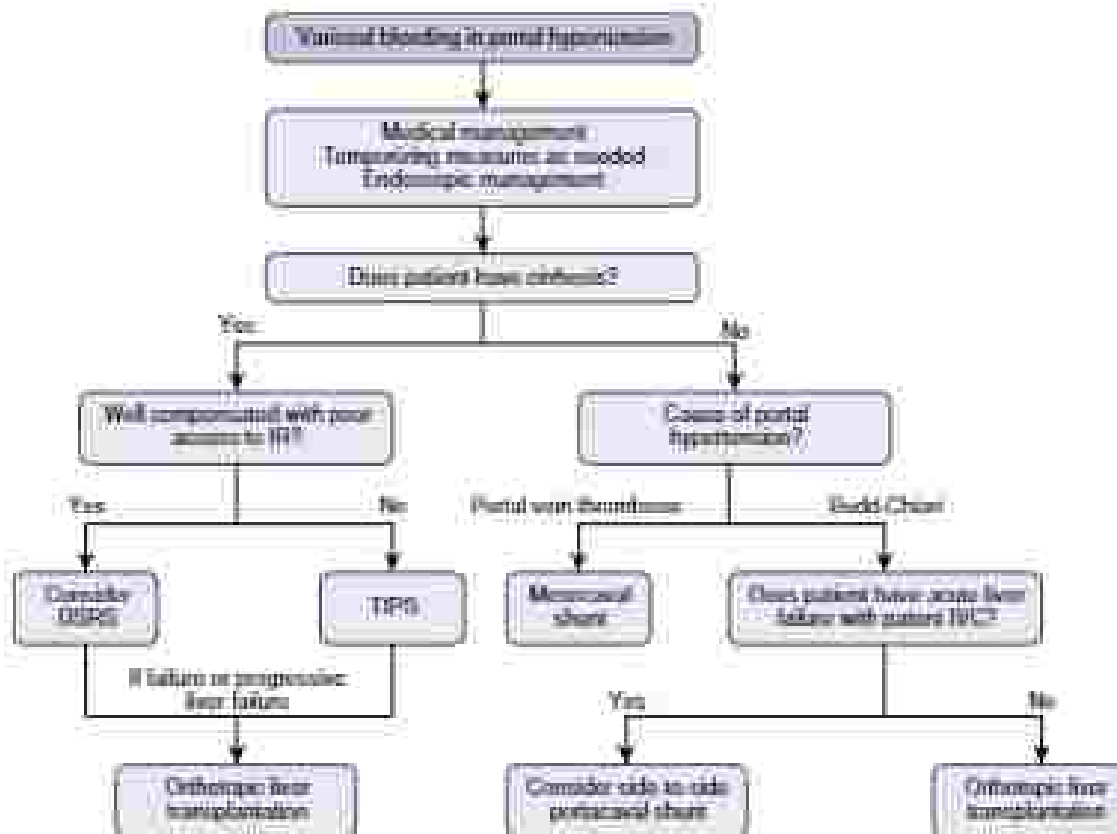 Variceal bleeding in portal hypertension
Medical management
Temporizing measures as needed
Endoscopic management
Does patient have cirrhosis?
Yes
No
Well compensated with poor
access to IR?
Cause of portal
hypertension?
Yes
No
Portal vein thrombosis
Budd Chiari
Consider
DSRS
TIPS
Mesocaval
shunt
Does patient have acute liver
failure with patent IVC?
If failure or progressive
liver failure
Yes
No
Orthotopic liver
transplantation
Consider side to side
portacaval shunt
Orthotopic liver
transplantation